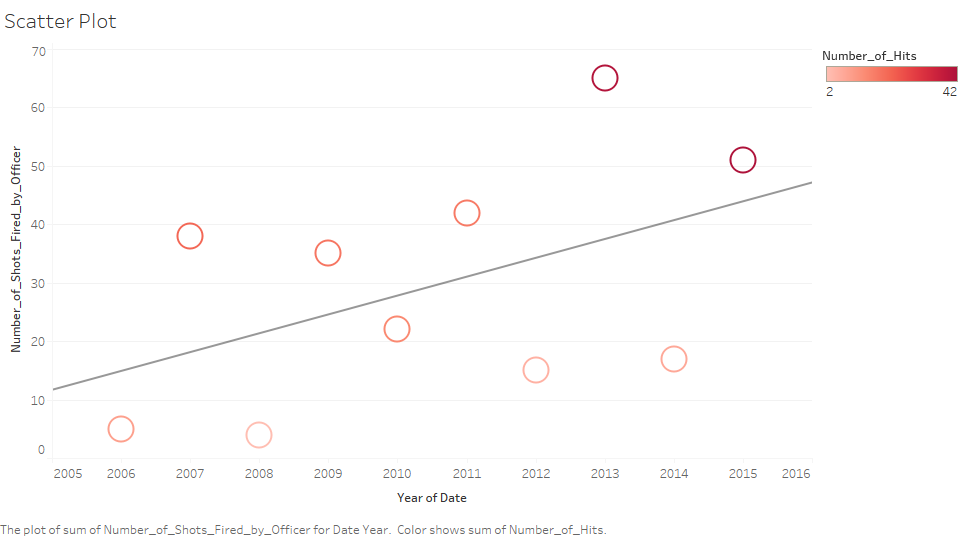 Scatter Plot
Number_of_Shots_Fired_by_Officer
70
60
50
40
30
20
10
0
2005 2006 2007 2008 2009 2010 2011 2012 2013 2014 2015 2016
Year of Date
Number_of_Hits
2 42
The plot of sum of Number_of_Shots_Fired_by_Officer for Date Year. Color shows sum of Number_of_Hits.